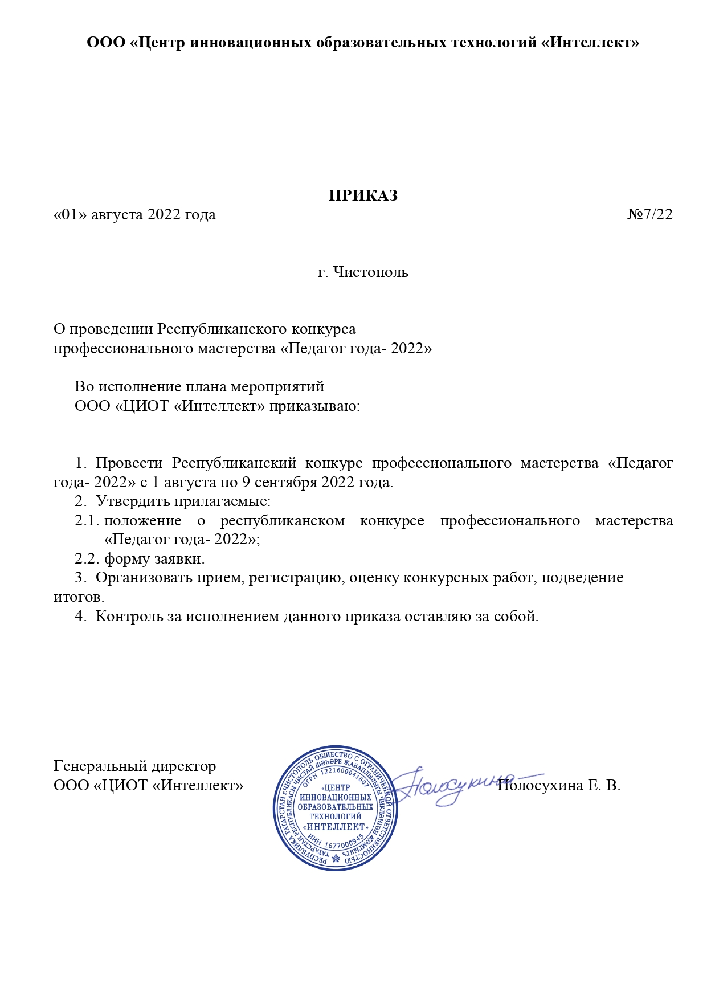 ООО «Центр инновационных образовательных технологий «Интеллект»
ПРИКАЗ
«01» августа 2022 года №7/22
г. Чистополь
О проведении Республиканского конкурса
профессионального мастерства «Педагог года- 2022»
Во исполнение плана мероприятий
ООО «ЦИОТ «Интеллект» приказываю:
1. Провести Республиканский конкурс профессионального мастерства «Педагог
года- 2022» с 1 августа по 9 сентября 2022 года.
2. Утвердить прилагаемые:
2.1. положение о республиканском конкурсе профессионального мастерства
«Педагог года- 2022»;
2.2. форму заявки.
3. Организовать прием, регистрацию, оценку конкурсных работ, подведение
итогов.
4. Контроль за исполнением данного приказа оставляю за собой.
Генеральный директор
ООО «ЦИОТ «Интеллект» Полосухина Е. В.
Полосухина
РЕСПУБЛИКА ТАТАРСТАН г.ЧИСТОПОЛЬ ОБЩЕСТВО С ОГРАНИЧЕННОЙ ОТВЕТСТВЕННОСТЬЮ
ТАТАРСТАН РЕСПУБЛИКАСЫ ЧИСТАЙ ШӘҺӘРЕ ҖАВАПЛЫЛЫГЫ ЧИКЛӘНГӘН ҖӘМГЫЯТЬ
ОГРН 1221600041607
«ЦЕНТР
ИННОВАЦИОННЫХ
ОБРАЗОВАТЕЛЬНЫХ
ТЕХНОЛОГИЙ
«ИНТЕЛЛЕКТ»
ИНН 1677000945